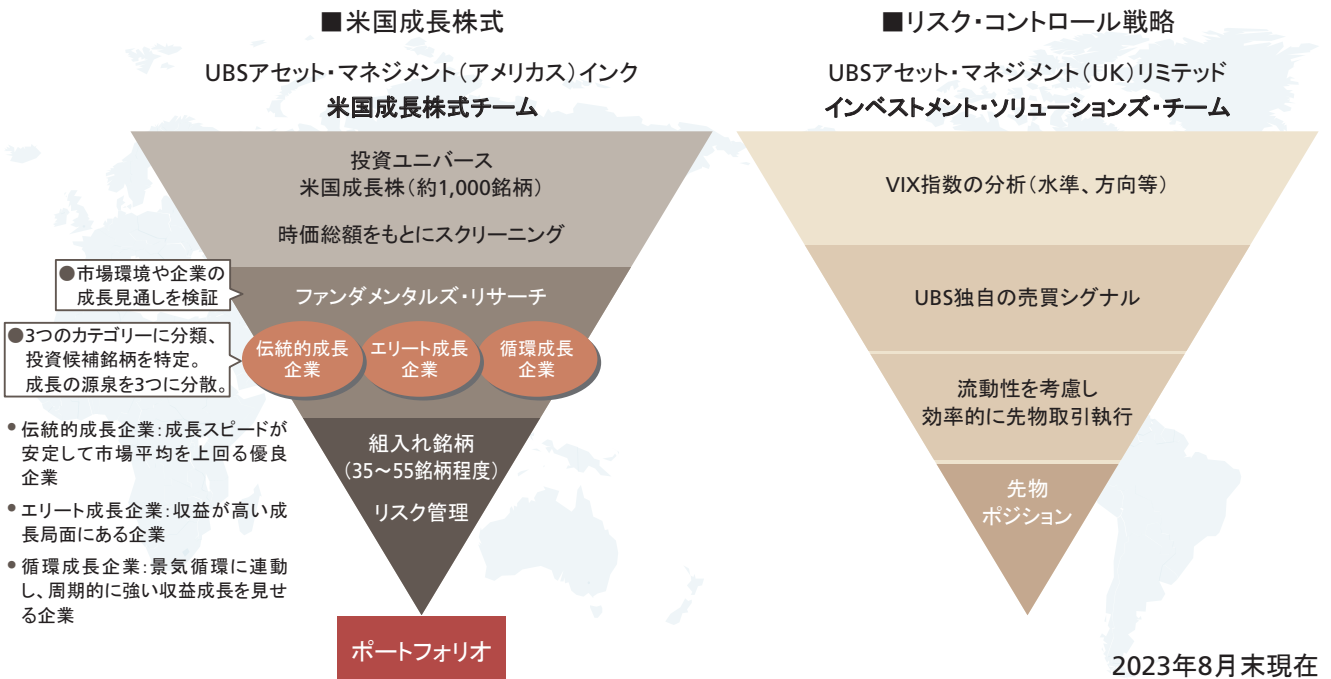 ■米国成長株式
UBSアセット・マネジメント（アメリカス）インク
米国成長株式チーム
投資ユニバース
米国成長株（約1,000銘柄）
時価総額をもとにスクリーニング
●市場環境や企業の
成長見通しを検証
ファンダメンタルズ・リサーチ
●3つのカテゴリーに分類、
投資候補銘柄を特定。
成長の源泉を3つに分散。
伝統的成長
企業
エリート成長
企業
循環成長
企業
• 伝統的成長企業：成長スピードが
安定して市場平均を上回る優良
企業
• エリート成長企業：収益が高い成
長局面にある企業
• 循環成長企業：景気循環に連動
し、周期的に強い収益成長を見せ
る企業
組入れ銘柄
（35～55銘柄程度）
リスク管理
ポートフォリオ
■リスク・コントロール戦略
UBSアセット・マネジメント（UK）リミテッド
インベストメント・ソリューションズ・チーム
VIX指数の分析（水準、方向等）
UBS独自の売買シグナル
流動性を考慮し
効率的に先物取引執行
先物
ポジション
2023年8月末現在